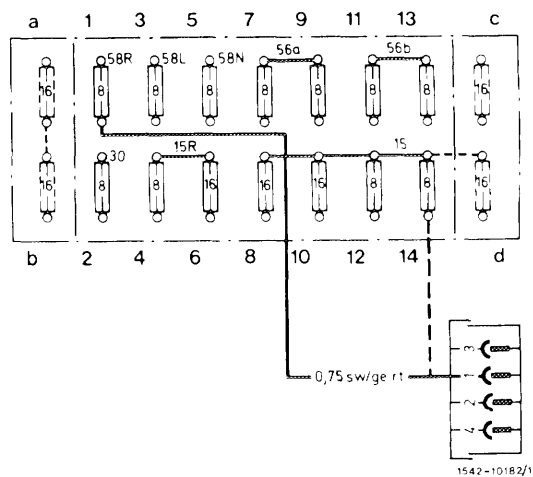 a 1 3 5 7 9 11 13 c
58R 58L 58N 56a 56b
16 8 8 8 8 8 8 8 16
30 15R 15
16 8 8 16 16 16 8 8 16
b 2 4 6 8 10 12 14 d
0,75 sw/ge rt
3
1
2
4
1542-10182/1